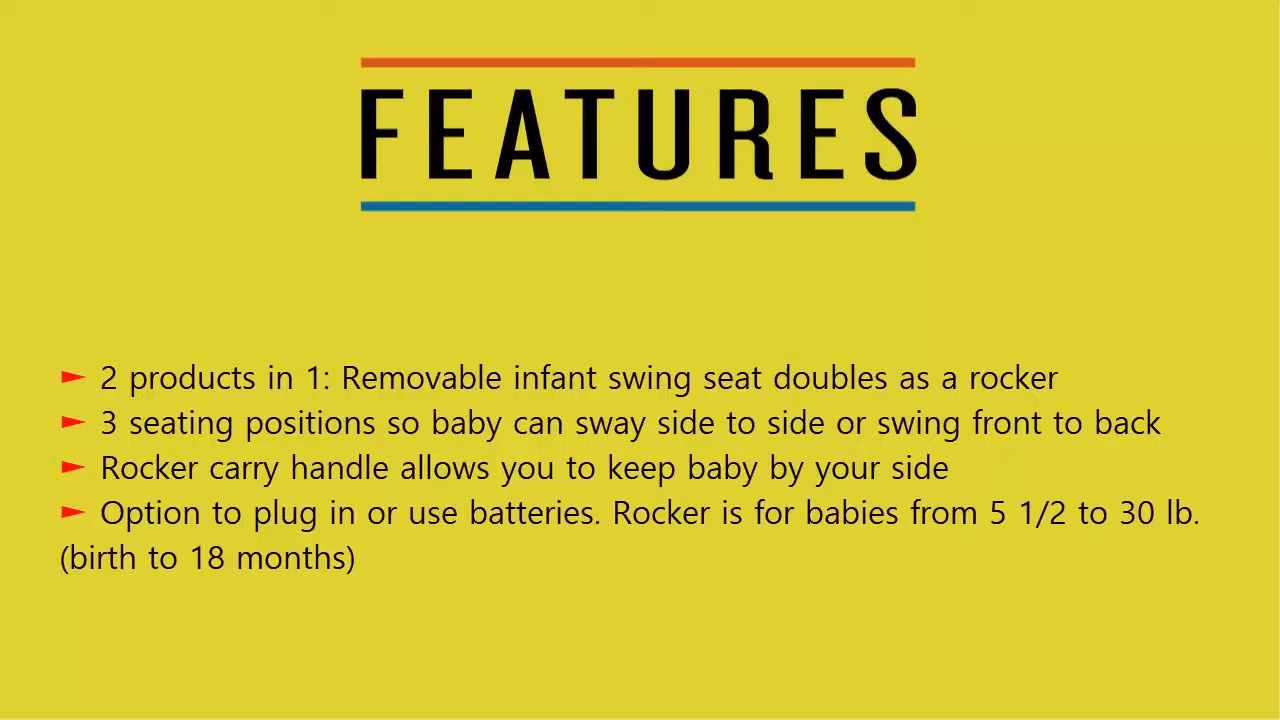 FEATURES
► 2 products in 1: Removable infant swing seat doubles as a rocker
► 3 seating positions so baby can sway side to side or swing front to back
► Rocker carry handle allows you to keep baby by your side
► Option to plug in or use batteries. Rocker is for babies from 5 1/2 to 30 lb.
(birth to 18 months)